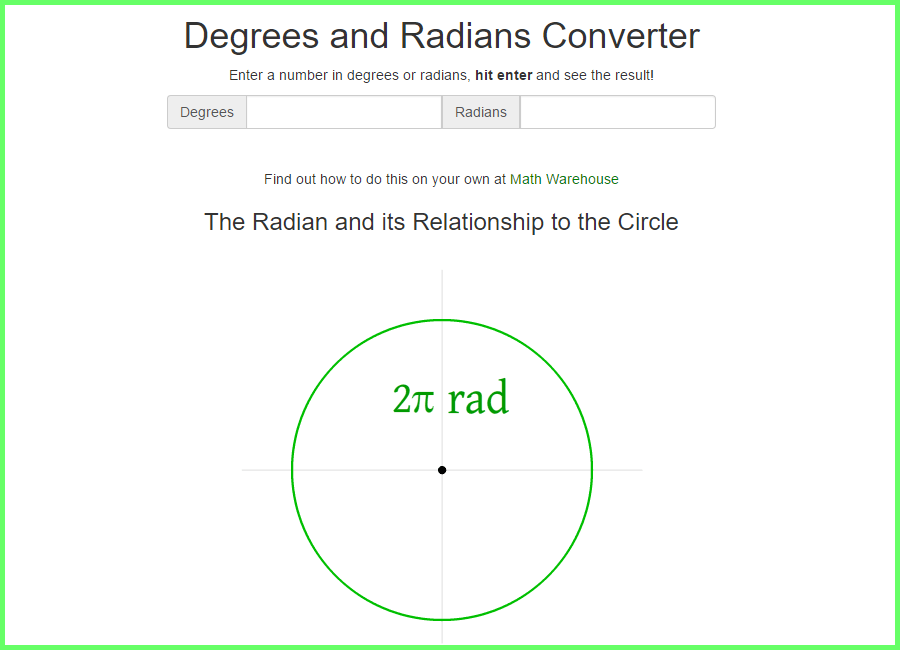 Degrees and Radians Converter
Enter a number in degrees or radians, hit enter and see the result!
Degrees Radians
Find out how to do this on your own at Math Warehouse
The Radian and its Relationship to the Circle
2π rad